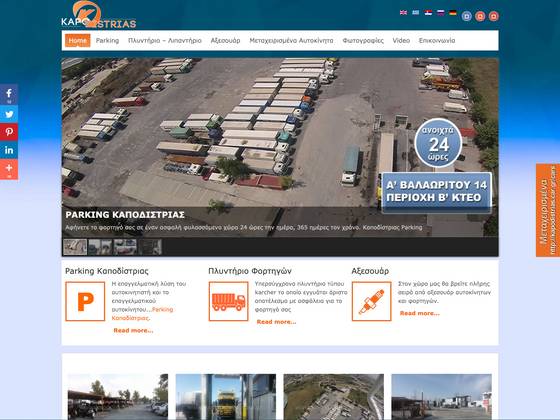 KAPO
DISTRIAS
Home
Parking
Πλυντήριο - Λιπαντήριο
Αξεσουάρ
Μεταχειρισμένα Αυτοκίνητα
Φωτογραφίες
Video
Επικοινωνία
ανοιχτά
24
ώρες
Α' ΒΑΛΑΩΡΙΤΟΥ 14
ΠΕΡΙΟΧΗ Β' ΚΤΕΟ
PARKING ΚΑΠΟΔΙΣΤΡΙΑΣ
Αφήνετε το φορτηγό σας σε έναν ασφαλή φυλασσόμενο χώρο 24 ώρες την ημέρα, 365 ημέρες τον χρόνο. Καποδίστριας Parking
Μεταχειρισμένα
http://kapodistrias.car.gr/cars
Parking Καποδίστριας
P
Η επαγγελματική λύση του
αυτοκινητιστή και το
επαγγελματικού
αυτοκίνητου...Parking
Καποδίστριας.
Read more...
Πλυντήριο Φορτηγών
Υπερσύγχρονο πλυντήριο τύπου
karcher το οποίο εγγυάται άριστο
αποτέλεσμα με ασφάλεια για το
φορτηγό σας
Read more...
Αξεσουάρ
Στον χώρο μας θα βρείτε πλήρης
σειρά από αξεσουάρ αυτοκίνητων
και φορτηγών.
Read more...